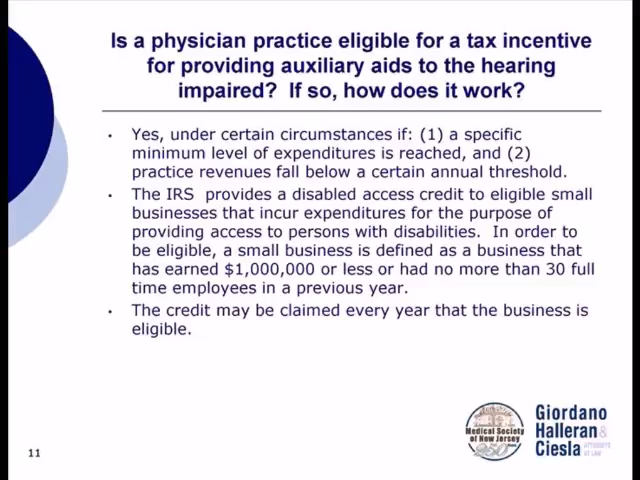 Is a physician practice eligible for a tax incentive
for providing auxiliary aids to the hearing
impaired? If so, how does it work?
• Yes, under certain circumstances if: (1) a specific
minimum level of expenditures is reached, and (2)
practice revenues fall below a certain annual threshold.
• The IRS provides a disabled access credit to eligible small
businesses that incur expenditures for the purpose of
providing access to persons with disabilities. In order to
be eligible, a small business is defined as a business that
has earned $1,000,000 or less or had no more than 30 full
time employees in a previous year.
• The credit may be claimed every year that the business is
eligible.
Medical Society
of New Jersey
250
Giordano
Halleran &
Ciesla
ATTORNEYS
AT LAW
11